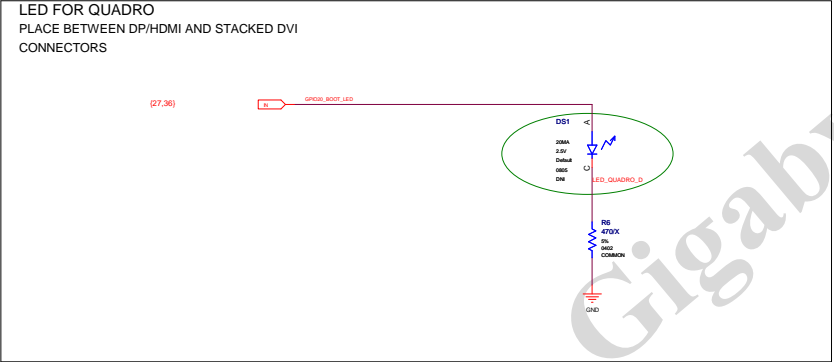 LED FOR QUADRO
PLACE BETWEEN DP/HDMI AND STACKED DVI
CONNECTORS
{27,36}
IN
GPIO20_BOOT_LED
DS1
A
20MA
2.5V
Default
0805
DNI
C
LED_QUADRO_D
R6
470/X
5%
0402
COMMON
GND